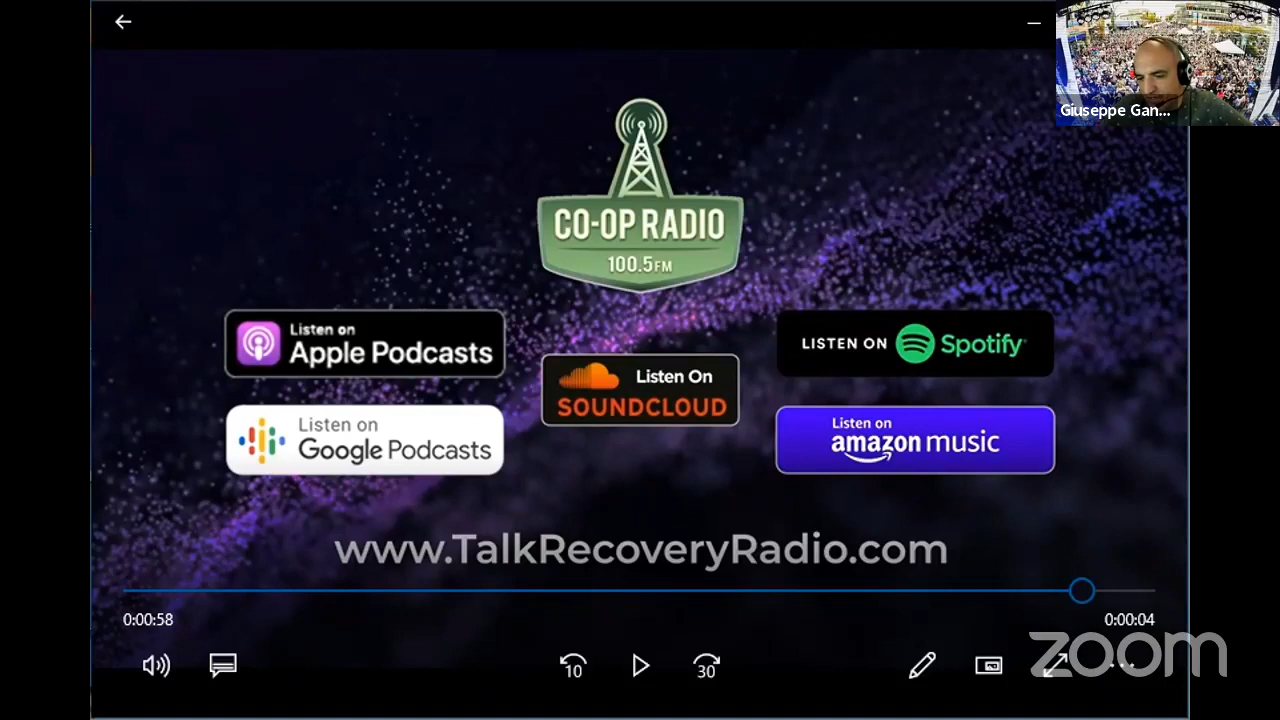 Giuseppe Gan...
CO-OP RADIO
100.5FM
Listen on
Apple Podcasts
LISTEN ON Spotify
Listen On
SOUNDCLOUD
Listen on
Google Podcasts
Listen on
amazon music
www.TalkRecoveryRadio.com
0:00:58
0:00:04
10
30
zoom